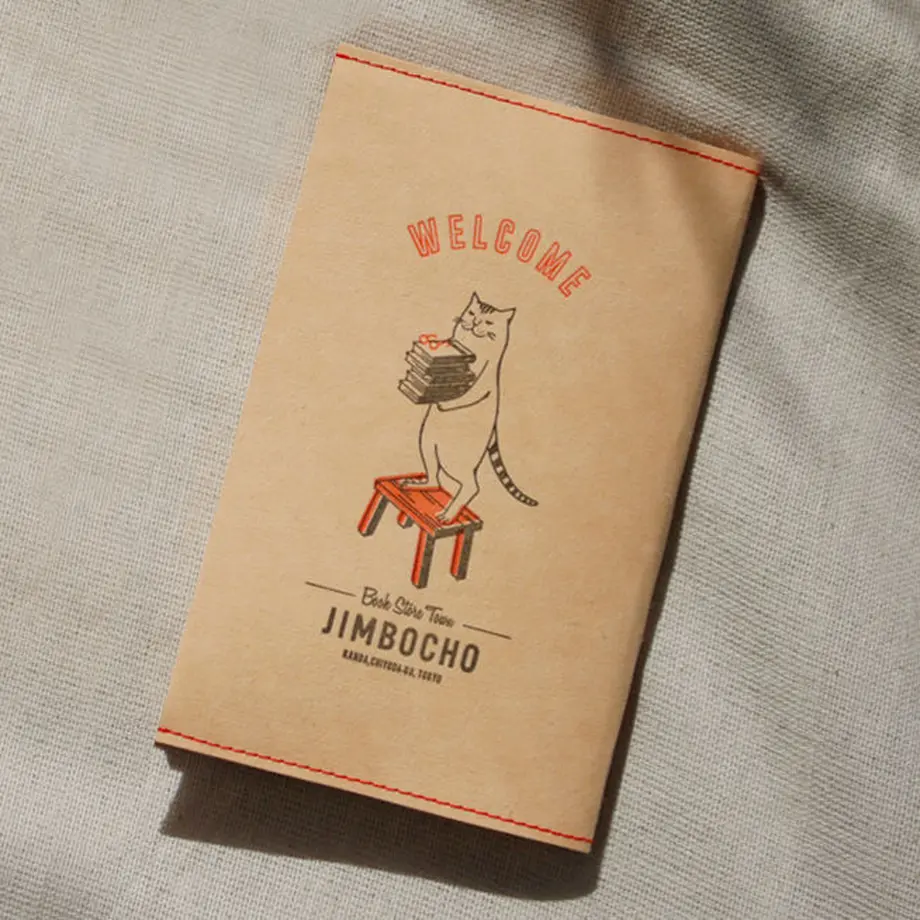 WELCOME
Book Store Town
JIMBOCHO
KANDA,CHIYODA-KU, TOKYO